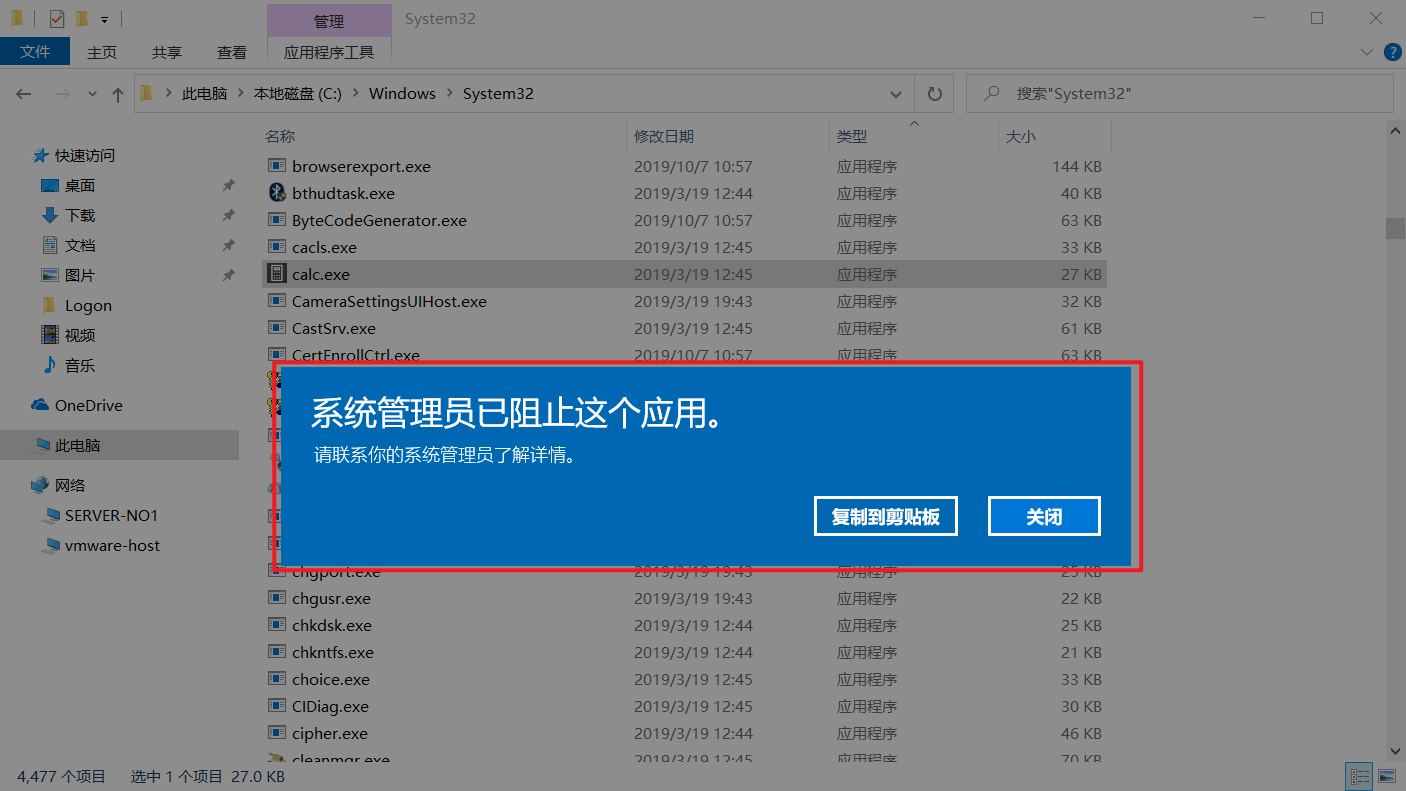 管理
System32
文件
主页
共享
查看
应用程序工具
此电脑
本地磁盘 (C:)
Windows
System32
搜索"System32"
名称
修改日期
类型
大小
快速访问
桌面
下载
文档
图片
Logon
视频
音乐
OneDrive
此电脑
网络
SERVER-NO1
vmware-host
browserexport.exe 2019/10/7 10:57 应用程序 144 KB
bthudtask.exe 2019/3/19 12:44 应用程序 40 KB
ByteCodeGenerator.exe 2019/10/7 10:57 应用程序 63 KB
cacls.exe 2019/3/19 12:45 应用程序 33 KB
calc.exe 2019/3/19 12:45 应用程序 27 KB
CameraSettingsUIHost.exe 2019/3/19 19:43 应用程序 32 KB
CastSrv.exe 2019/3/19 12:45 应用程序 61 KB
CertEnrollCtrl.exe 2019/10/7 10:57 应用程序 63 KB
系统管理员已阻止这个应用。
请联系你的系统管理员了解详情。
复制到剪贴板
关闭
chgport.exe 2019/3/19 19:43 应用程序 25 KB
chgusr.exe 2019/3/19 19:43 应用程序 22 KB
chkdsk.exe 2019/3/19 12:44 应用程序 25 KB
chkntfs.exe 2019/3/19 12:44 应用程序 21 KB
choice.exe 2019/3/19 12:45 应用程序 33 KB
CIDiag.exe 2019/3/19 12:45 应用程序 30 KB
cipher.exe 2019/3/19 12:44 应用程序 46 KB
cleanmgr.exe 2019/3/19 12:45 应用程序 70 KB
4,477 个项目
选中 1 个项目 27.0 KB